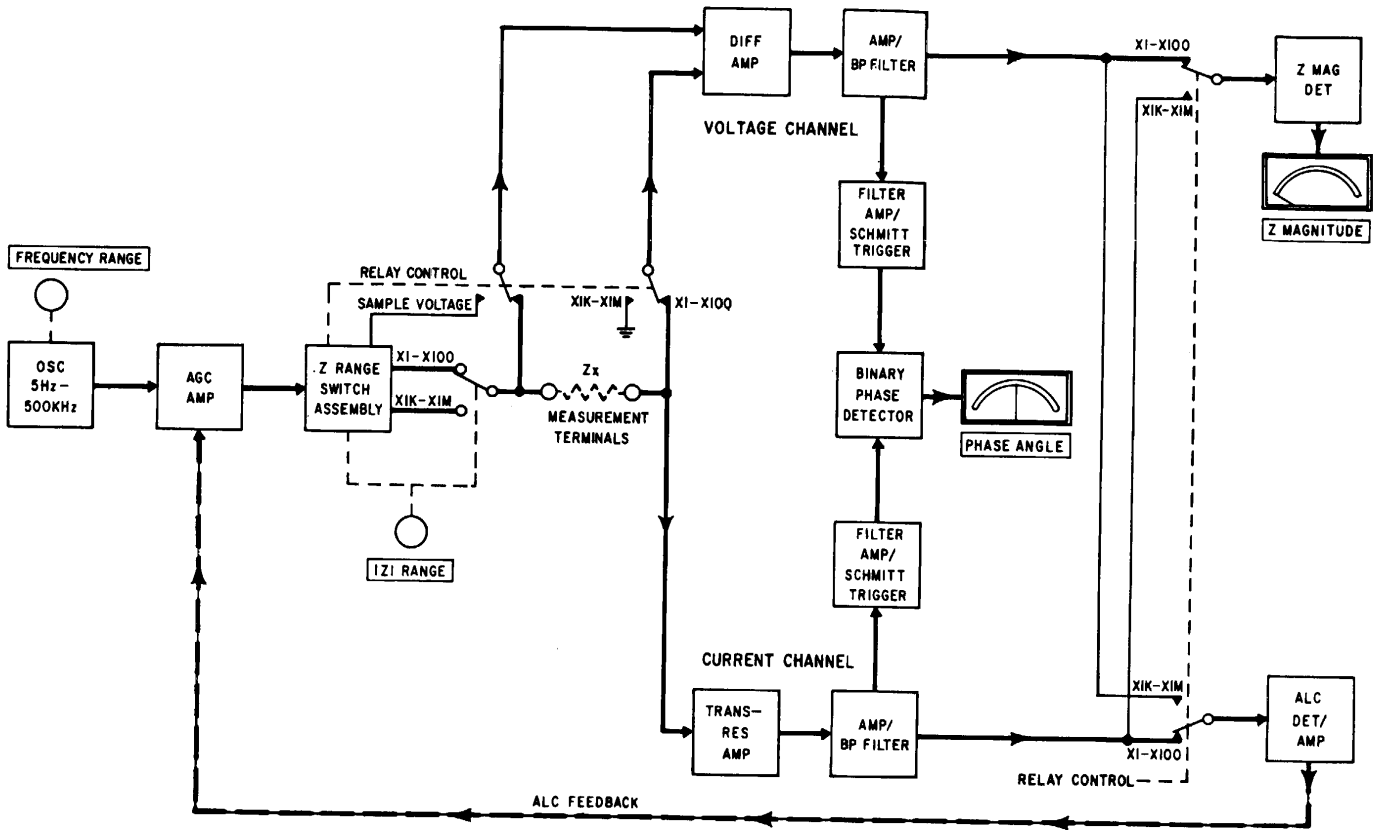 DIFF
AMP
AMP/
BP FILTER
X1-X100
Z MAG
DET
X1K-X1M
VOLTAGE CHANNEL
FILTER
AMP/
SCHMITT
TRIGGER
Z MAGNITUDE
FREQUENCY RANGE
RELAY CONTROL
SAMPLE VOLTAGE
X1K-X1M
X1-X100
OSC
5Hz-
500KHz
AGC
AMP
Z RANGE
SWITCH
ASSEMBLY
X1-X100
X1K-X1M
Zx
MEASUREMENT
TERMINALS
BINARY
PHASE
DETECTOR
PHASE ANGLE
|Z| RANGE
FILTER
AMP/
SCHMITT
TRIGGER
CURRENT CHANNEL
TRANS-
RES
AMP
AMP/
BP FILTER
X1K-X1M
X1-X100
ALC
DET/
AMP
RELAY CONTROL
ALC FEEDBACK